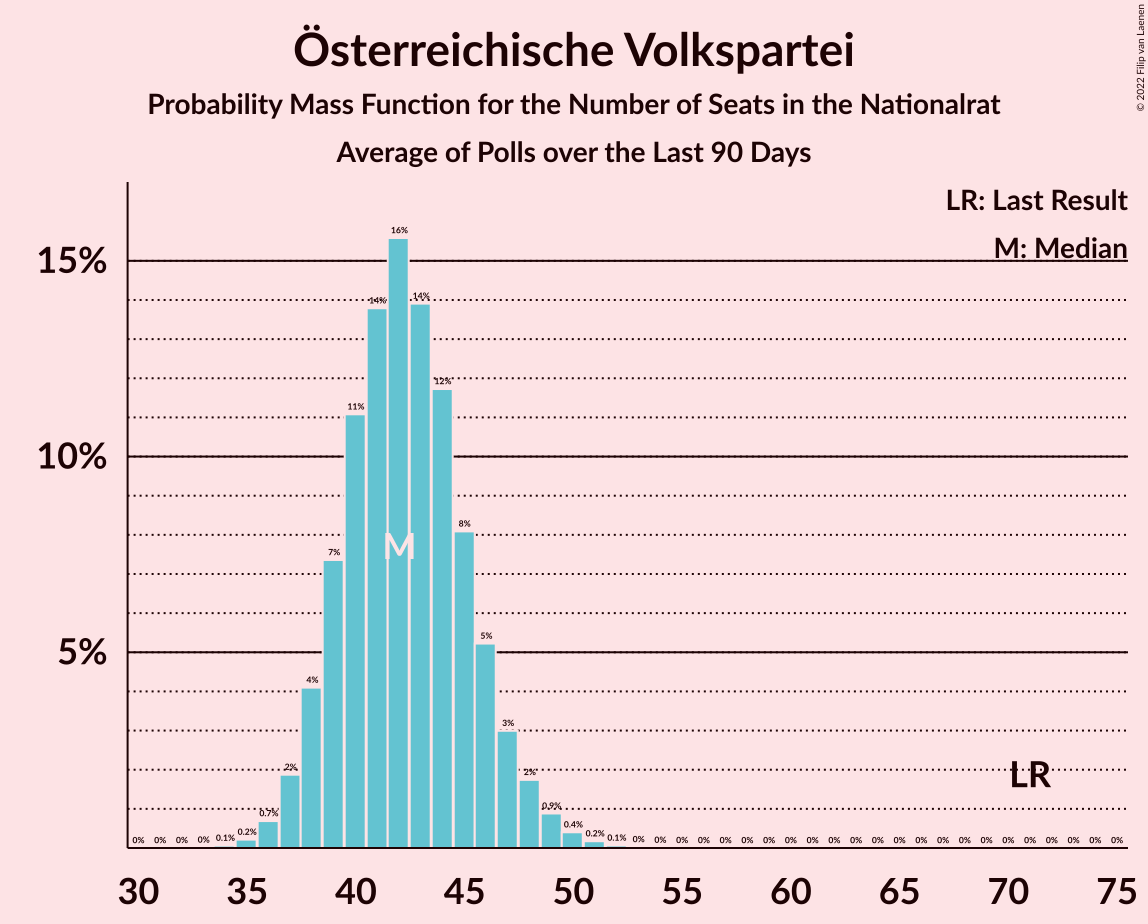 Österreichische Volkspartei
Probability Mass Function for the Number of Seats in the Nationalrat
Average of Polls over the Last 90 Days
© 2022 Filip van Laenen
LR: Last Result
M: Median
15%
10%
5%
0% 0% 0% 0% 0.1% 0.2% 0.7% 2% 4% 7% 11% 14% 16% 14% 12% 8% 5% 3% 2% 0.9% 0.4% 0.2% 0.1% 0% 0% 0% 0% 0% 0% 0% 0% 0% 0% 0% 0% 0% 0% 0% 0% 0% 0% 0% 0% 0% 0% 0%
M
LR
30 35 40 45 50 55 60 65 70 75